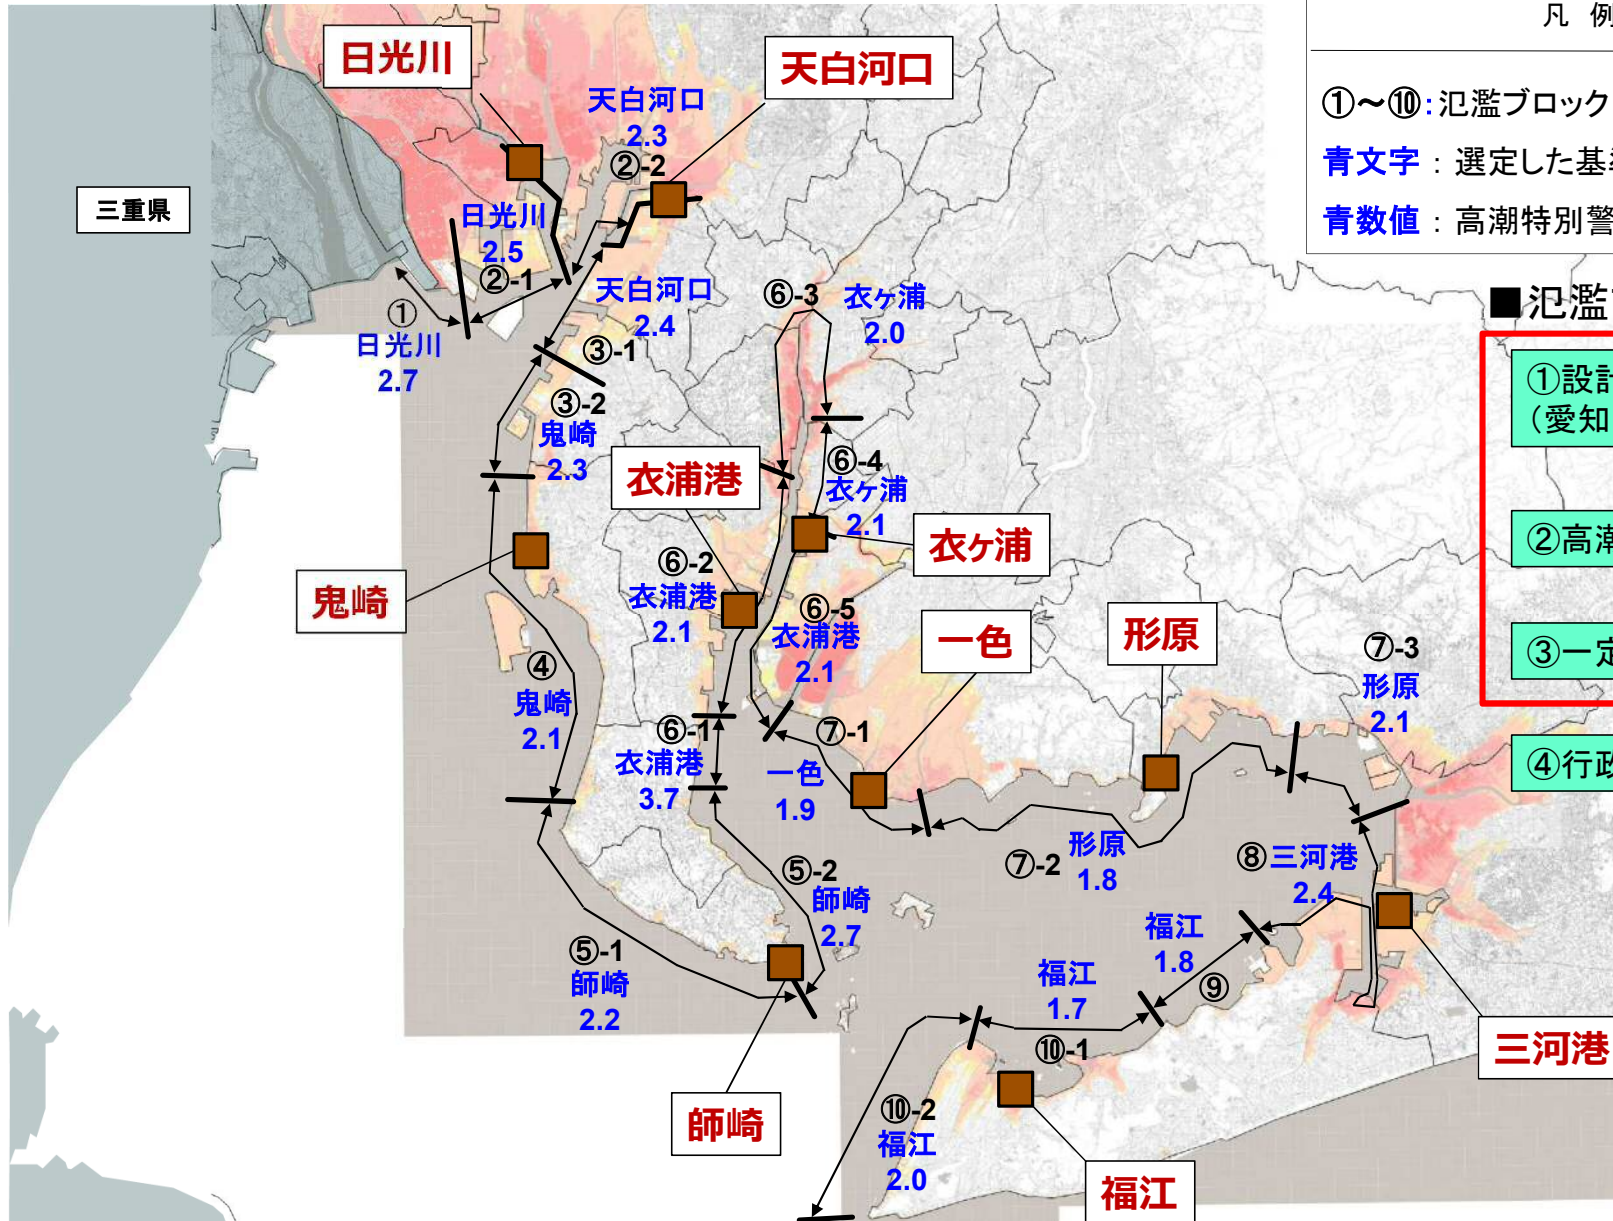 凡 例
①～⑩:氾濫ブロック
青文字 : 選定した基
青数値 : 高潮特別警
■氾濫
①設計
(愛知
②高潮
③一定
④行政
三重県
日光川
天白河口
天白河口
2.3
②-2
日光川
2.5
②-1
①
日光川
2.7
天白河口
2.4
③-1
③-2
鬼崎
2.3
⑥-3
衣ヶ浦
2.0
衣浦港
⑥-4
衣ヶ浦
2.1
衣ヶ浦
鬼崎
⑥-2
衣浦港
2.1
⑥-5
衣浦港
2.1
一色
形原
⑦-3
形原
2.1
④
鬼崎
2.1
⑥-1
衣浦港
3.7
⑦-1
一色
1.9
⑦-2
形原
1.8
⑧三河港
2.4
⑤-2
師崎
2.7
⑤-1
師崎
2.2
福江
1.8
⑨
福江
1.7
⑩-1
三河港
師崎
⑩-2
福江
2.0
福江